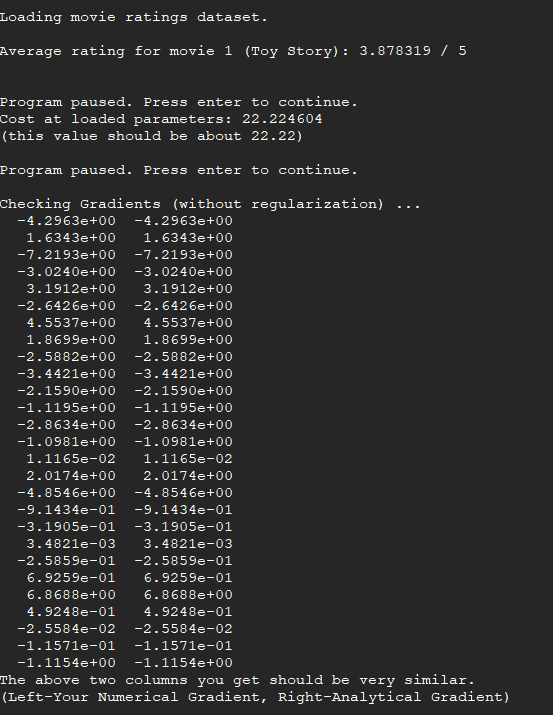 Loading movie ratings dataset.
Average rating for movie 1 (Toy Story): 3.878319 / 5
Program paused. Press enter to continue.
Cost at loaded parameters: 22.224604
(this value should be about 22.22)
Program paused. Press enter to continue.
Checking Gradients (without regularization) ...
-4.2963e+00 -4.2963e+00
1.6343e+00 1.6343e+00
-7.2193e+00 -7.2193e+00
-3.0240e+00 -3.0240e+00
3.1912e+00 3.1912e+00
-2.6426e+00 -2.6426e+00
4.5537e+00 4.5537e+00
1.8699e+00 1.8699e+00
-2.5882e+00 -2.5882e+00
-3.4421e+00 -3.4421e+00
-2.1590e+00 -2.1590e+00
-1.1195e+00 -1.1195e+00
-2.8634e+00 -2.8634e+00
-1.0981e+00 -1.0981e+00
1.1165e-02 1.1165e-02
2.0174e+00 2.0174e+00
-4.8546e+00 -4.8546e+00
-9.1434e-01 -9.1434e-01
-3.1905e-01 -3.1905e-01
3.4821e-03 3.4821e-03
-2.5859e-01 -2.5859e-01
6.9259e-01 6.9259e-01
6.8688e+00 6.8688e+00
4.9248e-01 4.9248e-01
-2.5584e-02 -2.5584e-02
-1.1571e-01 -1.1571e-01
-1.1154e+00 -1.1154e+00
The above two columns you get should be very similar.
(Left-Your Numerical Gradient, Right-Analytical Gradient)